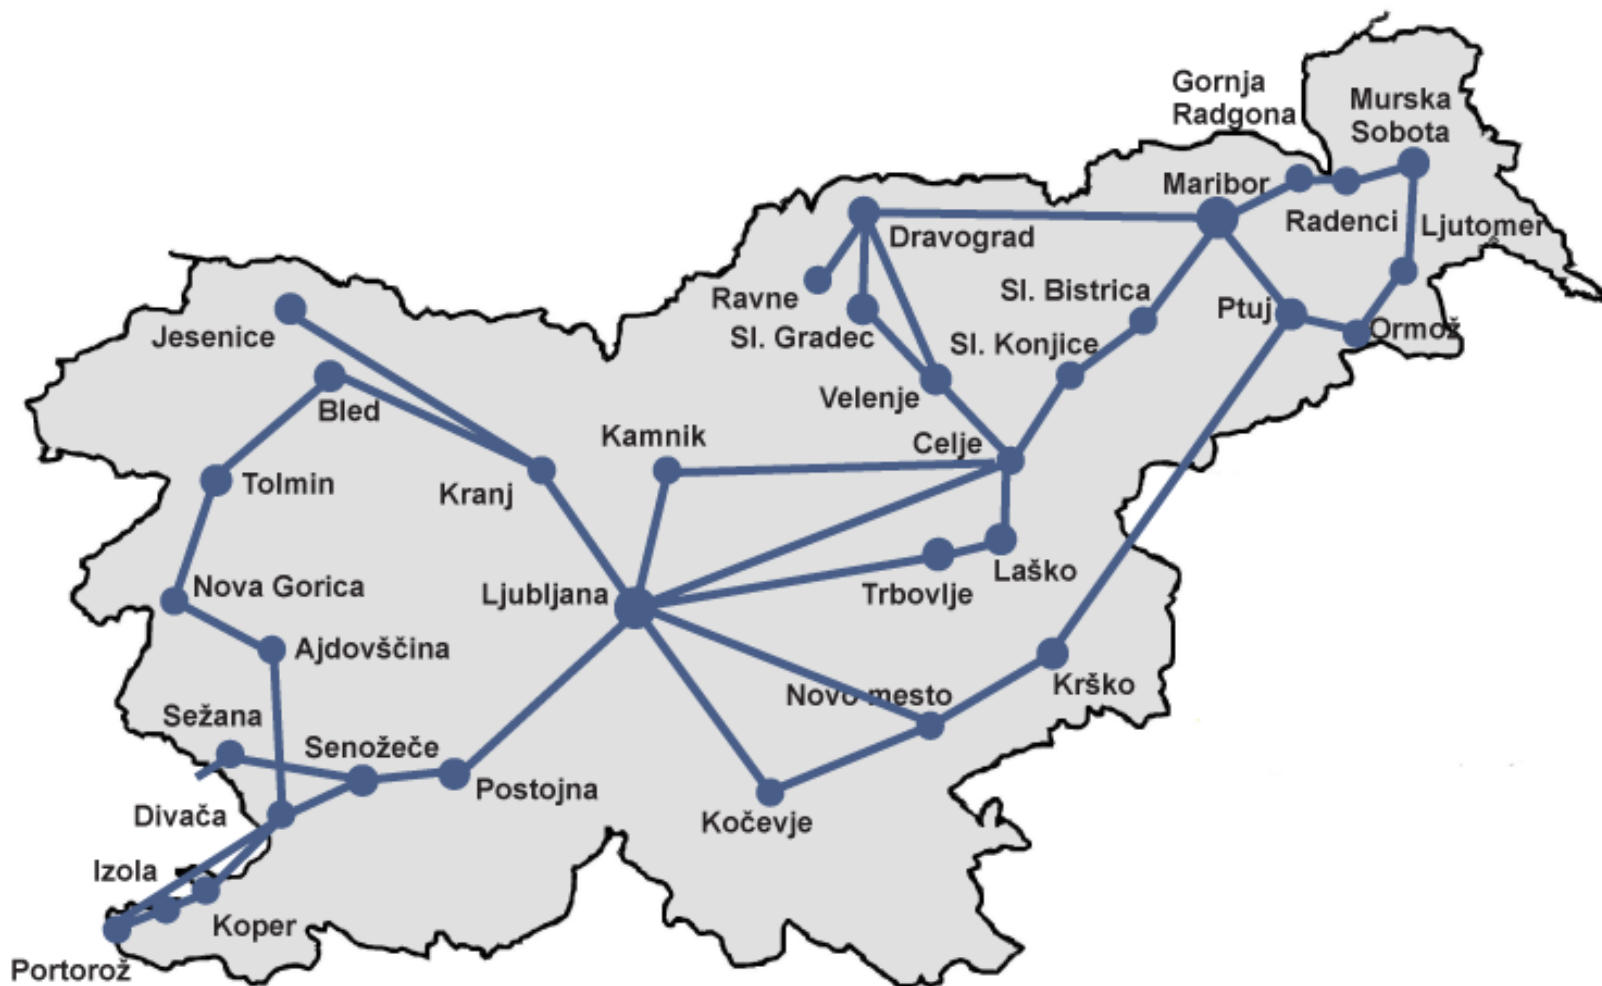 Gornja
Radgona
Murska
Sobota
Maribor
Radenci
Ljutomer
Dravograd
Ravne
Sl. Bistrica
Ptuj
Jesenice
Sl. Gradec
Sl. Konjice
Ormož
Bled
Velenje
Kamnik
Celje
Tolmin
Kranj
Laško
Nova Gorica
Ljubljana
Trbovlje
Ajdovščina
Krško
Novo mesto
Sežana
Senožeče
Postojna
Divača
Kočevje
Izola
Koper
Portorož